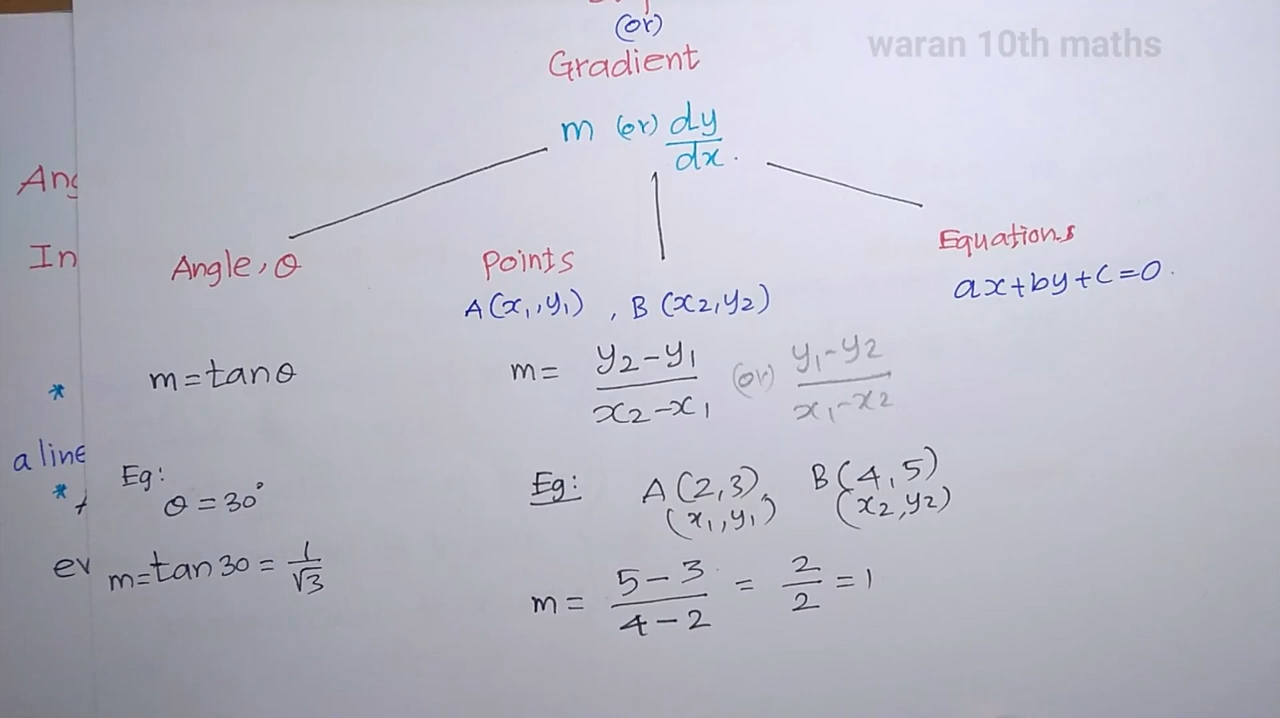 (or)
waran 10th maths
Gradient
m (or) dy/dx.
Ang
In
Angle, θ
Points
Equations
A(x₁,y₁) , B(x₂,y₂)
ax+by+c=0.
m=tanθ
m= y₂-y₁/x₂-x₁ (or) y₁-y₂/x₁-x₂
*
a line
*
ev
Eg:
θ=30°
m=tan30=1/√3
Eg: A(2,3), B(4,5)
(x₁,y₁) (x₂,y₂)
m= 5-3/4-2 = 2/2 =1